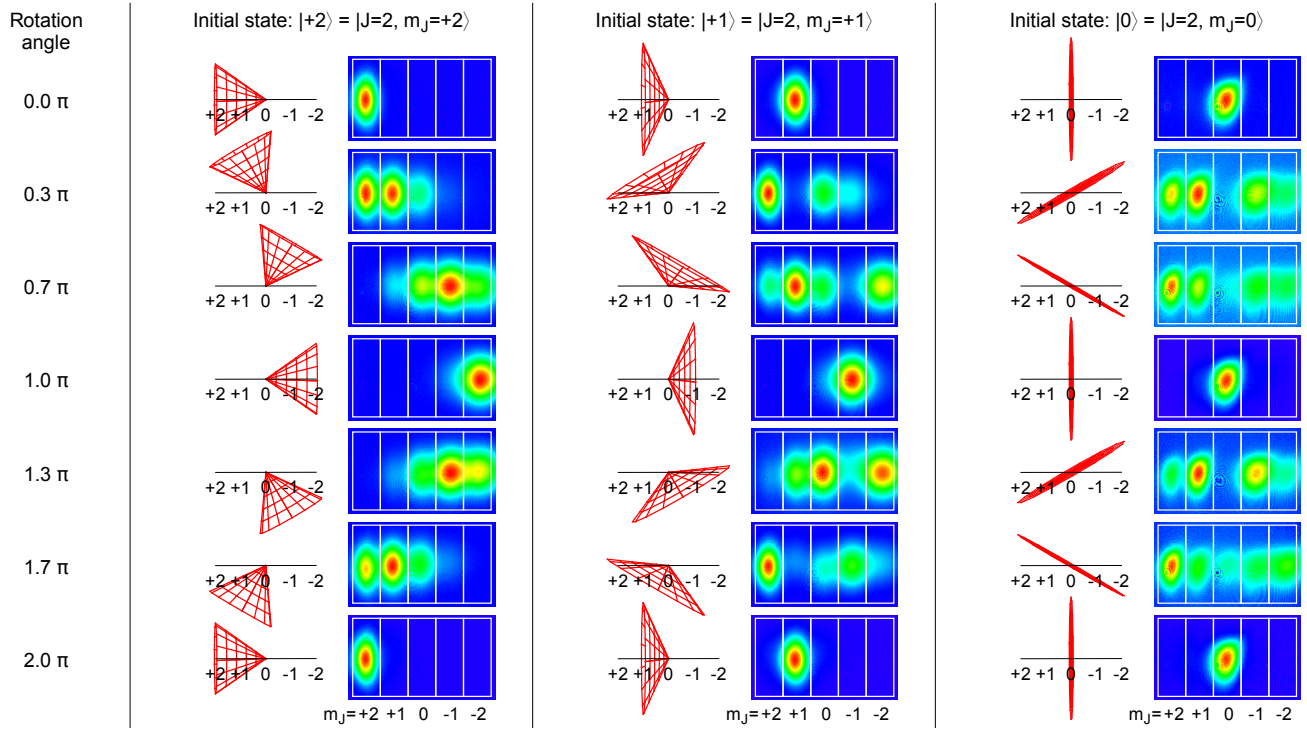 Rotation angle
Initial state: |+2⟩ = |J=2, m_J=+2⟩
Initial state: |+1⟩ = |J=2, m_J=+1⟩
Initial state: |0⟩ = |J=2, m_J=0⟩
0.0 π
+2 +1 0 -1 -2
+2 +1 0 -1 -2
+2 +1 0 -1 -2
0.3 π
+2 +1 0 -1 -2
+2 +1 0 -1 -2
+2 +1 0 -1 -2
0.7 π
+2 +1 0 -1 -2
+2 +1 0 -1 -2
+2 +1 0 -1 -2
1.0 π
+2 +1 0 -1 -2
+2 +1 0 -1 -2
+2 +1 0 -1 -2
1.3 π
+2 +1 0 -1 -2
+2 +1 0 -1 -2
+2 +1 0 -1 -2
1.7 π
+2 +1 0 -1 -2
+2 +1 0 -1 -2
+2 +1 0 -1 -2
2.0 π
+2 +1 0 -1 -2
+2 +1 0 -1 -2
+2 +1 0 -1 -2
m_J= +2 +1 0 -1 -2
m_J= +2 +1 0 -1 -2
m_J= +2 +1 0 -1 -2